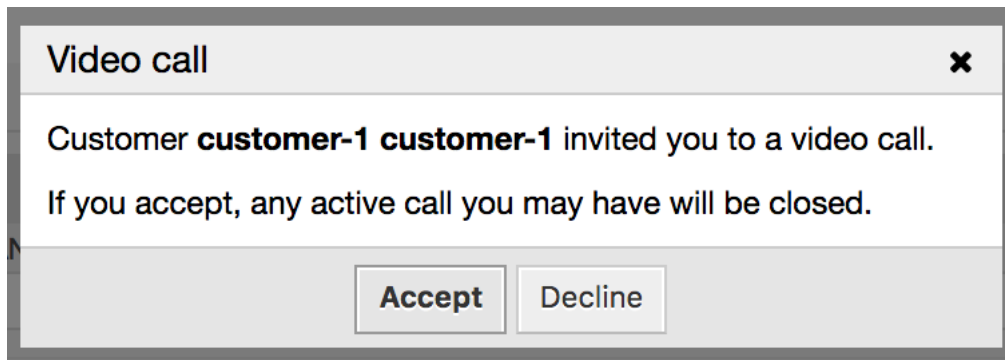 Video call
Customer customer-1 customer-1 invited you to a video call.
If you accept, any active call you may have will be closed.
Accept Decline